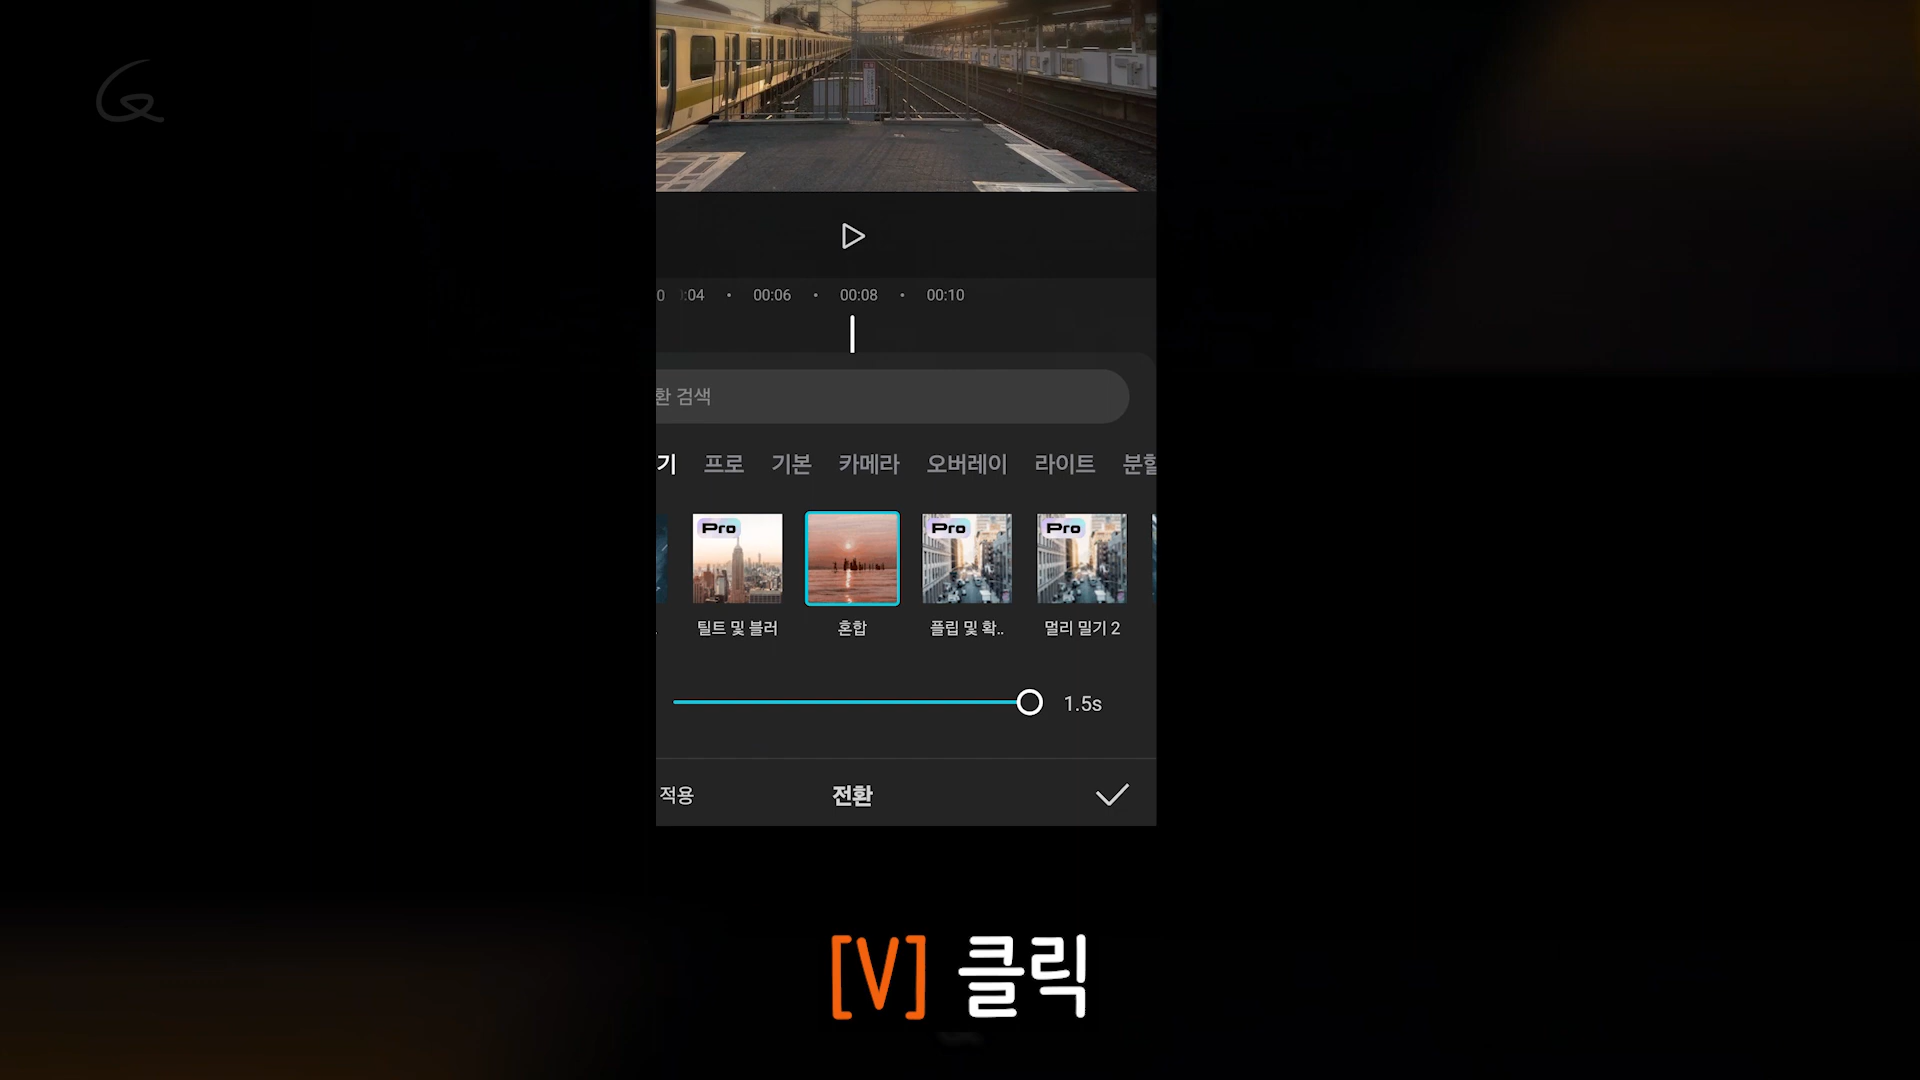 :04 00:06 00:08 00:10
환 검색
기 프로 기본 카메라 오버레이 라이트 분할
Pro Pro Pro
틸트 및 블러 혼합 플립 및 확.. 멀리 밀기 2
1.5s
적용 전환
[V] 클릭